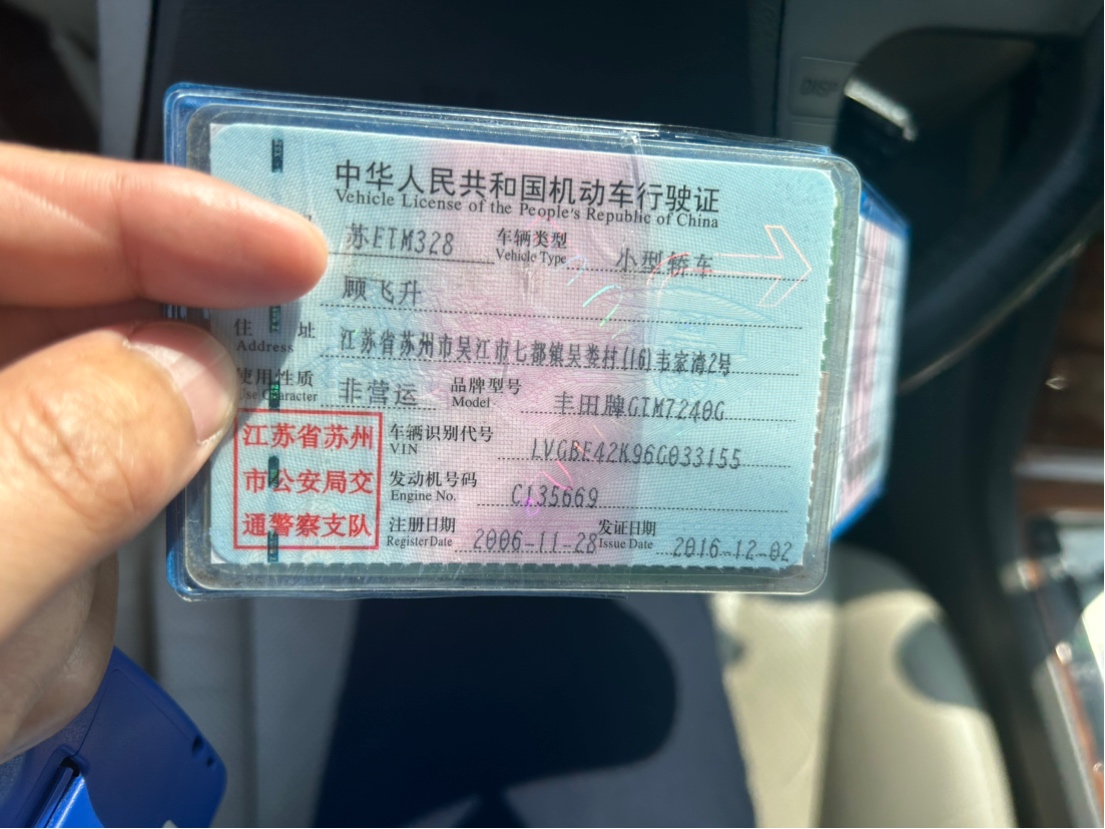 中华人民共和国机动车行驶证
Vehicle License of the People's Republic of China
苏ETM328 车辆类型 Vehicle Type 小型轿车
顾飞升
住址 Address 江苏省苏州市吴江市七都镇吴娄村(16)韦家湾2号
使用性质 Use Character 非营运 品牌型号 Model 丰田牌GTM7240G
江苏省苏州
市公安局交
通警察支队
车辆识别代号 VIN LVGBE42K96G033155
发动机号码 Engine No. C135669
注册日期 Register Date 2006-11-28 发证日期 Issue Date 2016-12-02